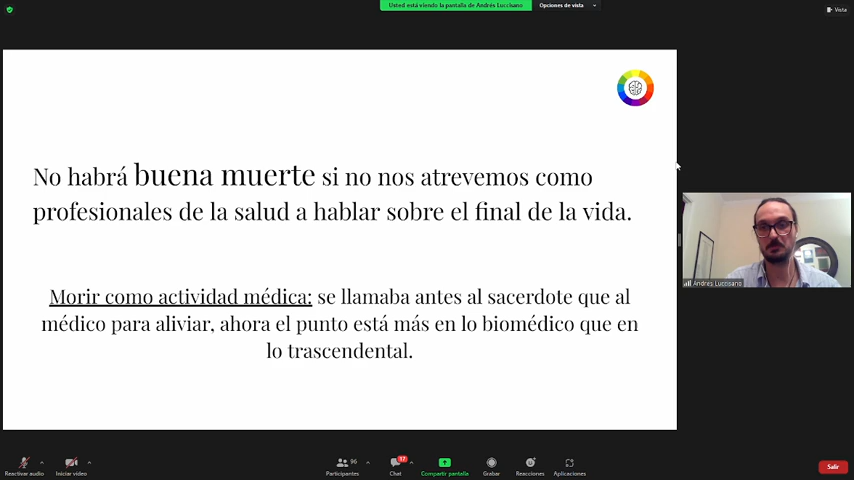 Usted está viendo la pantalla de Andrés Luccisano
Opciones de vista
Vista
No habrá buena muerte si no nos atrevemos como
profesionales de la salud a hablar sobre el final de la vida.
Morir como actividad médica: se llamaba antes al sacerdote que al
médico para aliviar, ahora el punto está más en lo biomédico que en
lo trascendental.
Andrés Luccisano
Reactivar audio
Iniciar video
Participantes
96
Chat
17
Compartir pantalla
Grabar
Reacciones
Aplicaciones
Salir